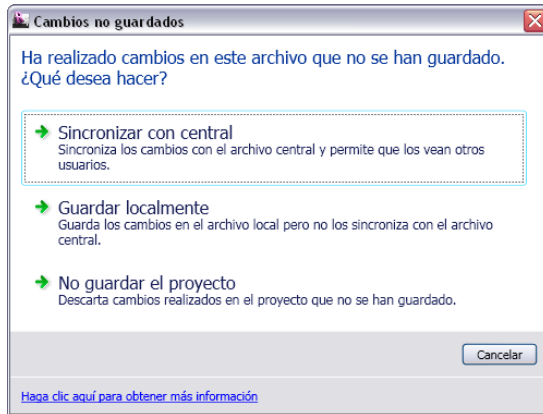 Cambios no guardados
Ha realizado cambios en este archivo que no se han guardado.
¿Qué desea hacer?
Sincronizar con central
Sincroniza los cambios con el archivo central y permite que los vean otros
usuarios.
Guardar localmente
Guarda los cambios en el archivo local pero no los sincroniza con el archivo
central.
No guardar el proyecto
Descarta cambios realizados en el proyecto que no se han guardado.
Cancelar
Haga clic aquí para obtener más información